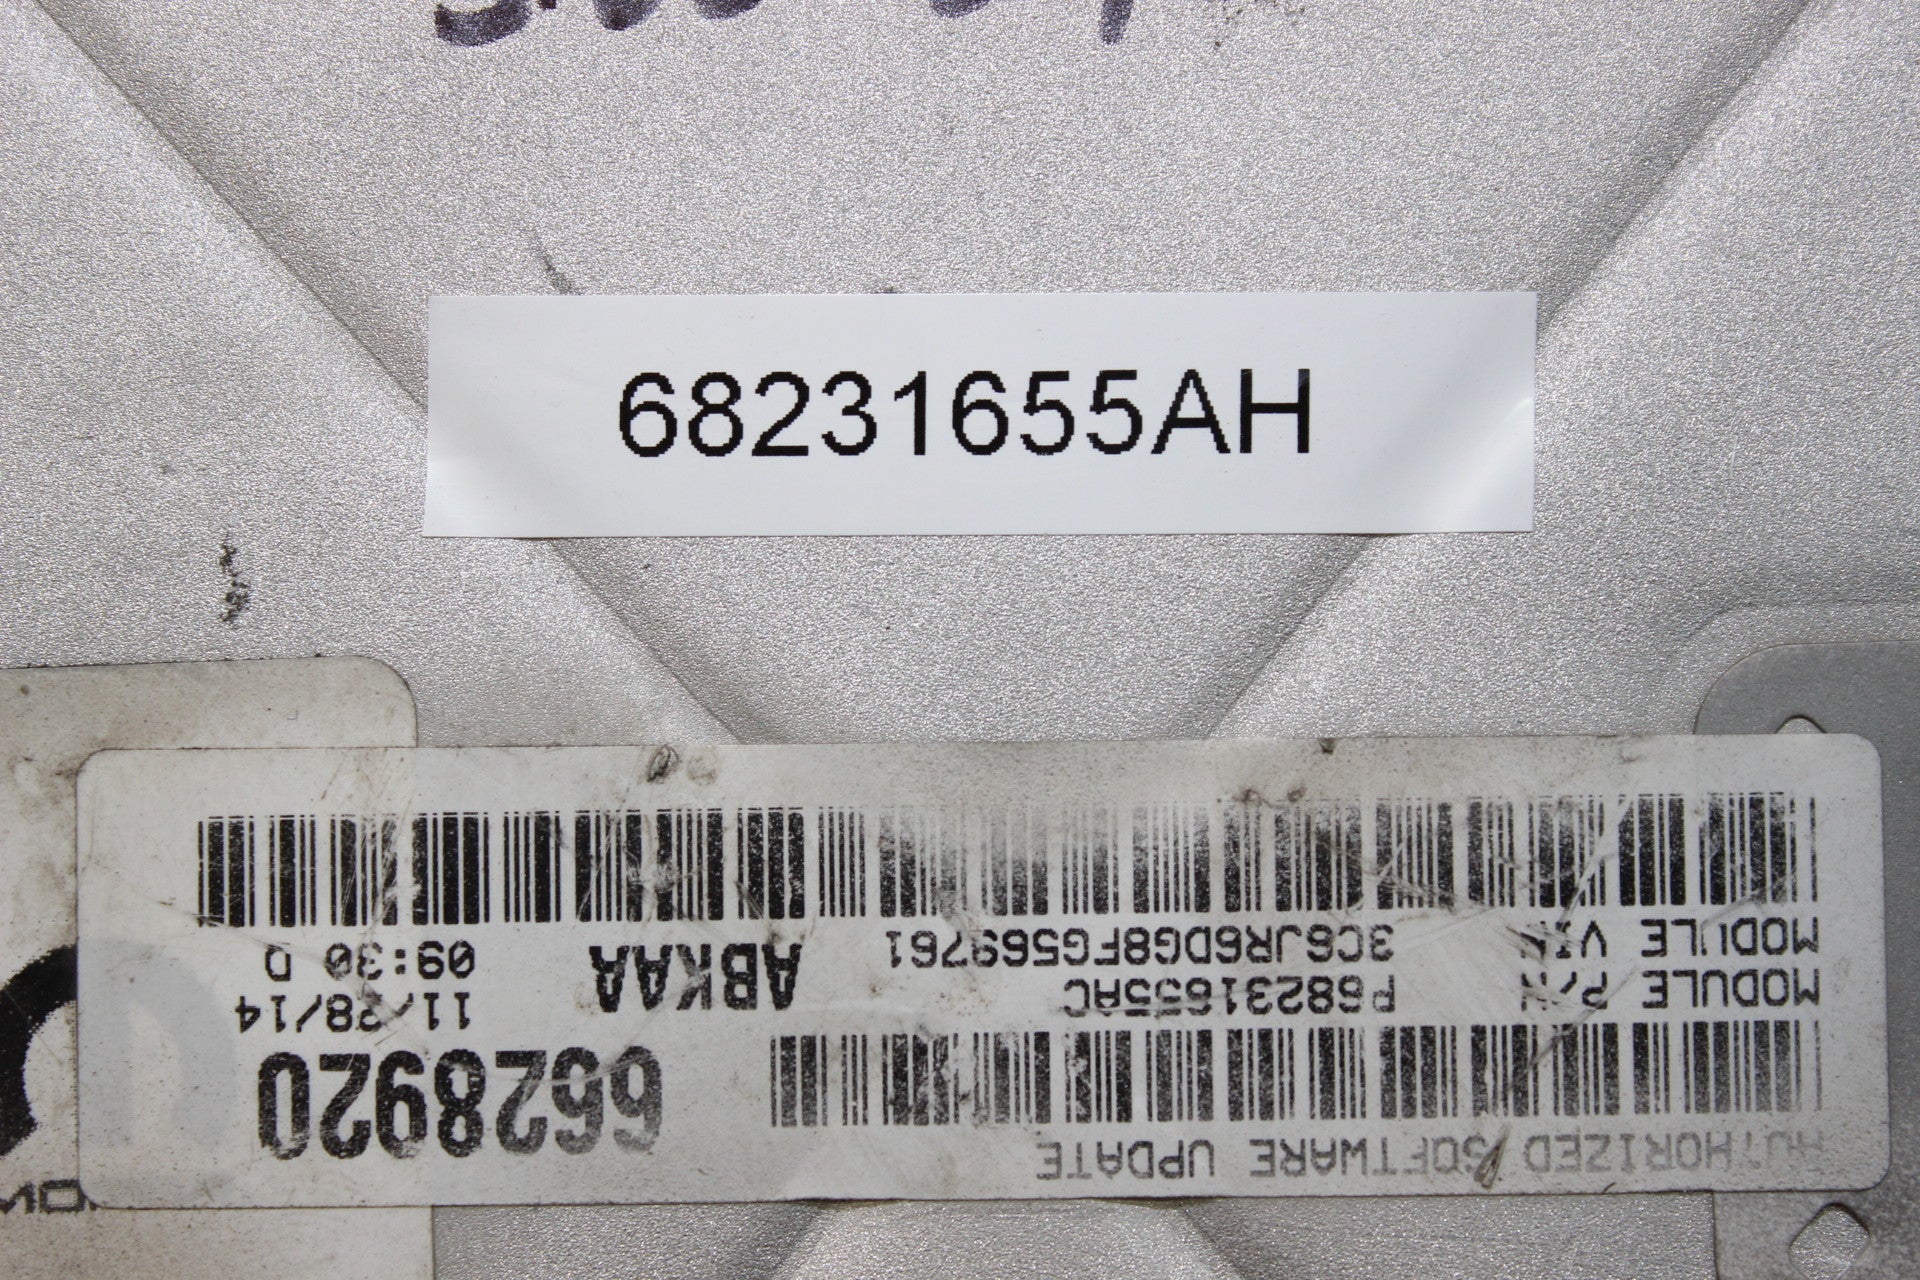 68231655AH
AUTHORIZED SOFTWARE UPDATE
6628920
MODULE P/N P68231655AC
11/28/14
MODULE VIN 3C6JR6DG8FG569761
ABKAA
09:30 D